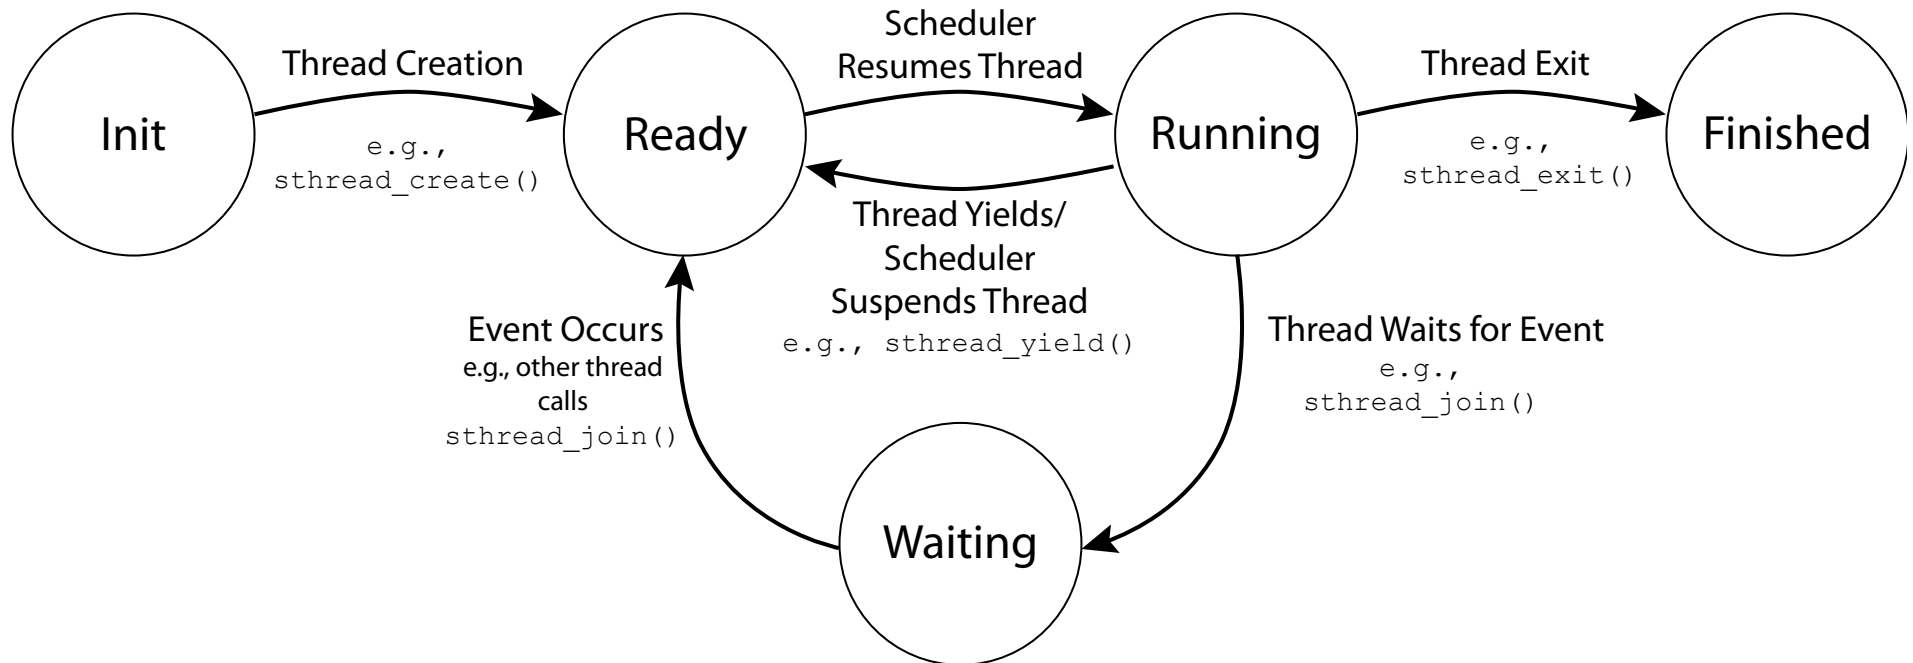 Init
Thread Creation
e.g.,
sthread_create()
Ready
Scheduler
Resumes Thread
Thread Yields/
Scheduler
Suspends Thread
e.g., sthread_yield()
Running
Thread Exit
e.g.,
sthread_exit()
Finished
Event Occurs
e.g., other thread
calls
sthread_join()
Thread Waits for Event
e.g.,
sthread_join()
Waiting